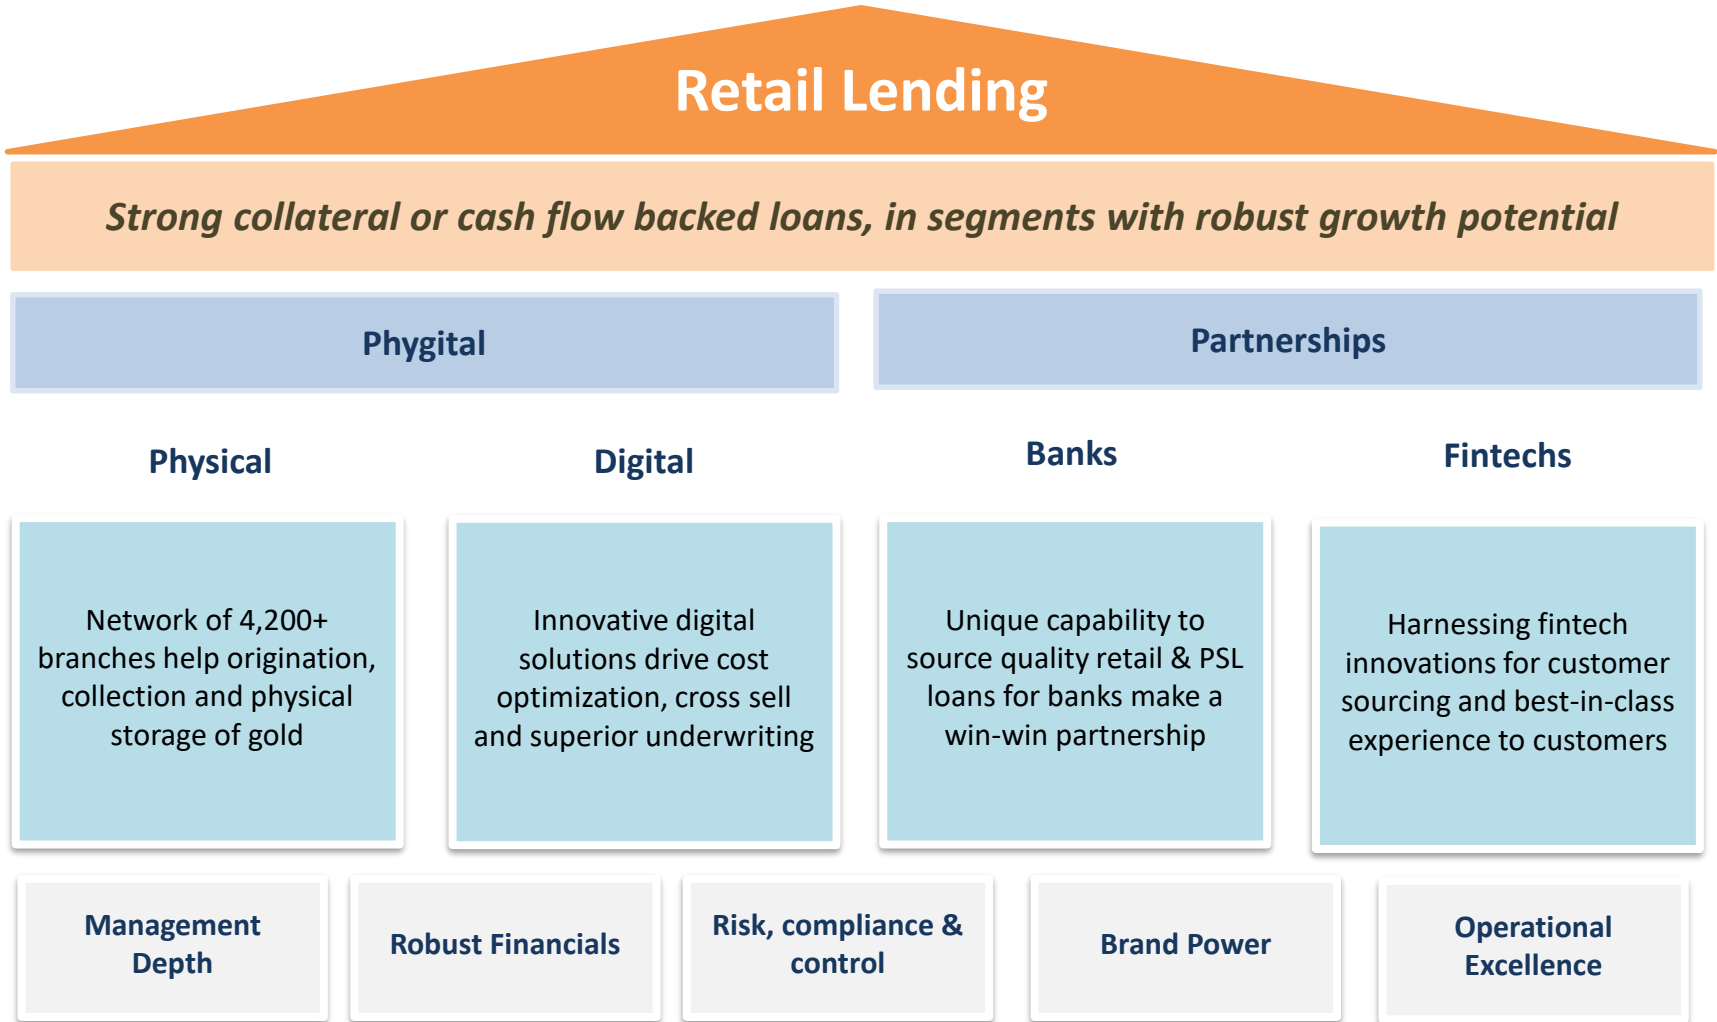 Retail Lending
Strong collateral or cash flow backed loans, in segments with robust growth potential
Phygital
Partnerships
Physical
Digital
Banks
Fintechs
Network of 4,200+
branches help origination,
collection and physical
storage of gold
Innovative digital
solutions drive cost
optimization, cross sell
and superior underwriting
Unique capability to
source quality retail & PSL
loans for banks make a
win-win partnership
Harnessing fintech
innovations for customer
sourcing and best-in-class
experience to customers
Management
Depth
Robust Financials
Risk, compliance &
control
Brand Power
Operational
Excellence